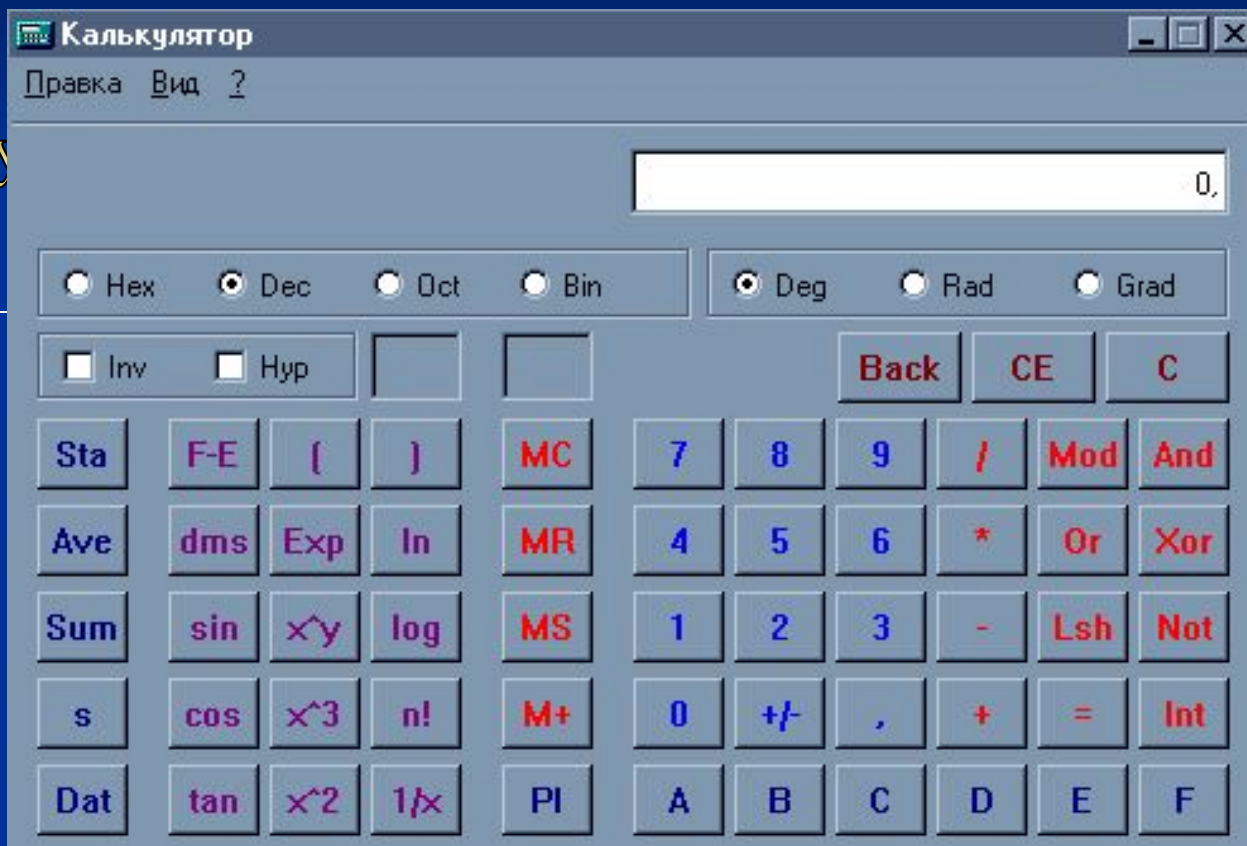 Калькулятор
Правка Вид ?
у
0,
Hex Dec Oct Bin Deg Rad Grad
Inv Hyp Back CE C
Sta F-E ( ) MC 7 8 9 / Mod And
Ave dms Exp ln MR 4 5 6 * Or Xor
Sum sin x^y log MS 1 2 3 - Lsh Not
s cos x^3 n! M+ 0 +/- , + = Int
Dat tan x^2 1/x PI A B C D E F